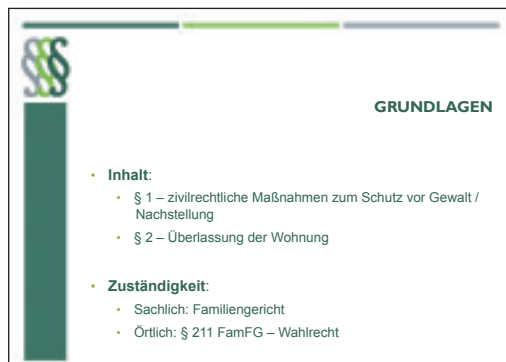 GRUNDLAGEN
• Inhalt:
• § 1 – zivilrechtliche Maßnahmen zum Schutz vor Gewalt /
Nachstellung
• § 2 – Überlassung der Wohnung
• Zuständigkeit:
• Sachlich: Familiengericht
• Örtlich: § 211 FamFG – Wahlrecht